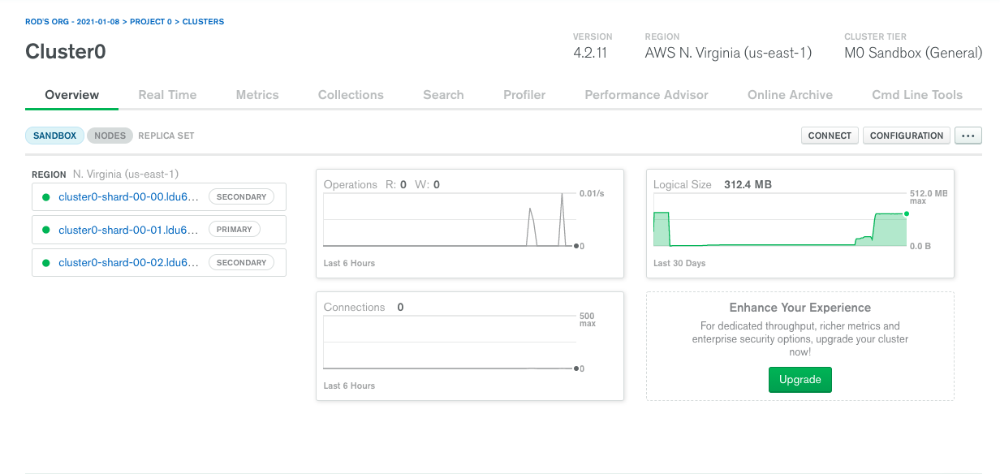 ROD'S ORG - 2021-01-08 > PROJECT 0 > CLUSTERS
Cluster0
VERSION
4.2.11
REGION
AWS N. Virginia (us-east-1)
CLUSTER TIER
M0 Sandbox (General)
Overview
Real Time
Metrics
Collections
Search
Profiler
Performance Advisor
Online Archive
Cmd Line Tools
SANDBOX
NODES
REPLICA SET
CONNECT
CONFIGURATION
...
REGION N. Virginia (us-east-1)
cluster0-shard-00-00.ldu6... SECONDARY
cluster0-shard-00-01.ldu6... PRIMARY
cluster0-shard-00-02.ldu6... SECONDARY
Operations R: 0 W: 0
0.01/s
0
Last 6 Hours
Logical Size 312.4 MB
512.0 MB
max
0.0 B
Last 30 Days
Connections 0
500
max
0
Last 6 Hours
Enhance Your Experience
For dedicated throughput, richer metrics and
enterprise security options, upgrade your cluster
now!
Upgrade